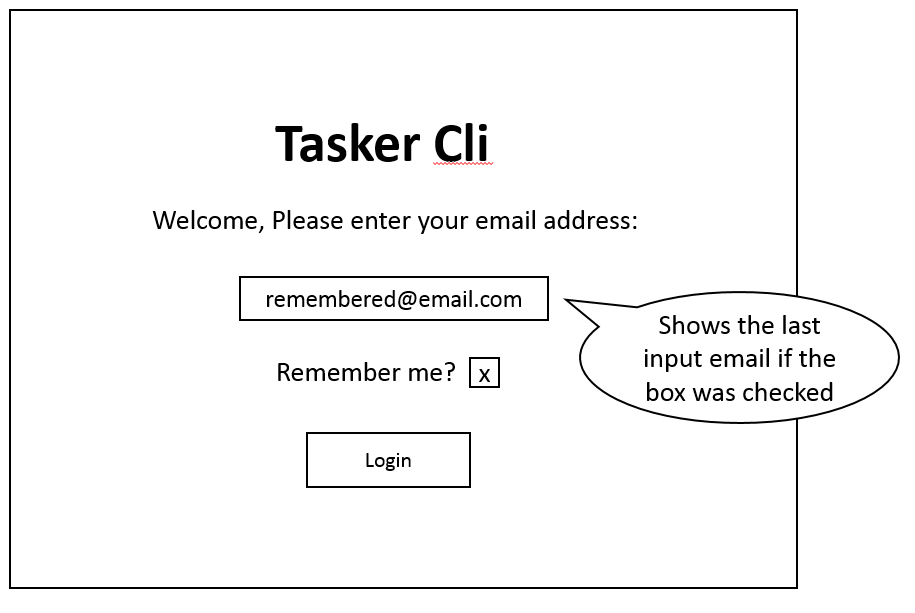 Tasker Cli
Welcome, Please enter your email address:
remembered@email.com
Shows the last
input email if the
box was checked
Remember me? x
Login